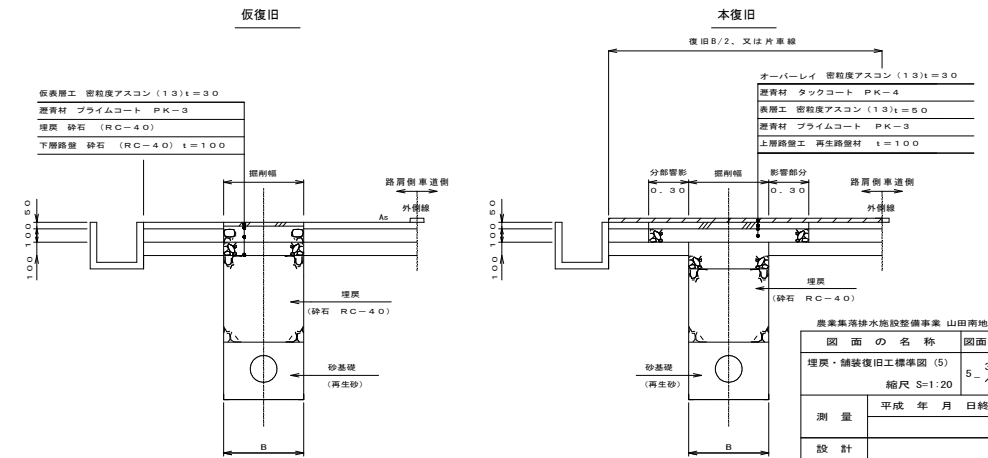 仮復旧
仮表層工 密粒度アスコン (13)t=30
瀝青材 プライムコート PK-3
埋戻 砕石 (RC-40)
下層路盤 砕石 (RC-40) t=100
掘削幅
路肩側車道側
外側線
As
50
100
100
埋戻
(砕石 RC-40)
砂基礎
(再生砂)
B
本復旧
復旧B/2、又は片車線
オーバーレイ 密粒度アスコン (13)t=30
瀝青材 タックコート PK-4
表層工 密粒度アスコン (13)t=50
瀝青材 プライムコート PK-3
上層路盤工 再生路盤材 t=100
分部響影
掘削幅
影響部分
0.30
0.30
路肩側車道側
外側線
50
100
100
埋戻
(砕石 RC-40)
砂基礎
(再生砂)
B
農業集落排水施設整備事業 山田南地
図面の名称
図面
埋戻・舗装復旧工標準図 (5)
縮尺 S=1:20
5-
測量
平成 年 月 日終
設計